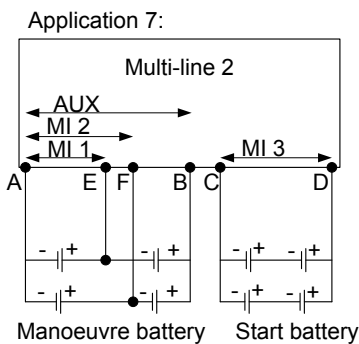 Application 7:
Multi-line 2
AUX
MI 2
MI 1 MI 3
A E F B C D
- + - + - + - +
- + - + - + - +
Manoeuvre battery Start battery